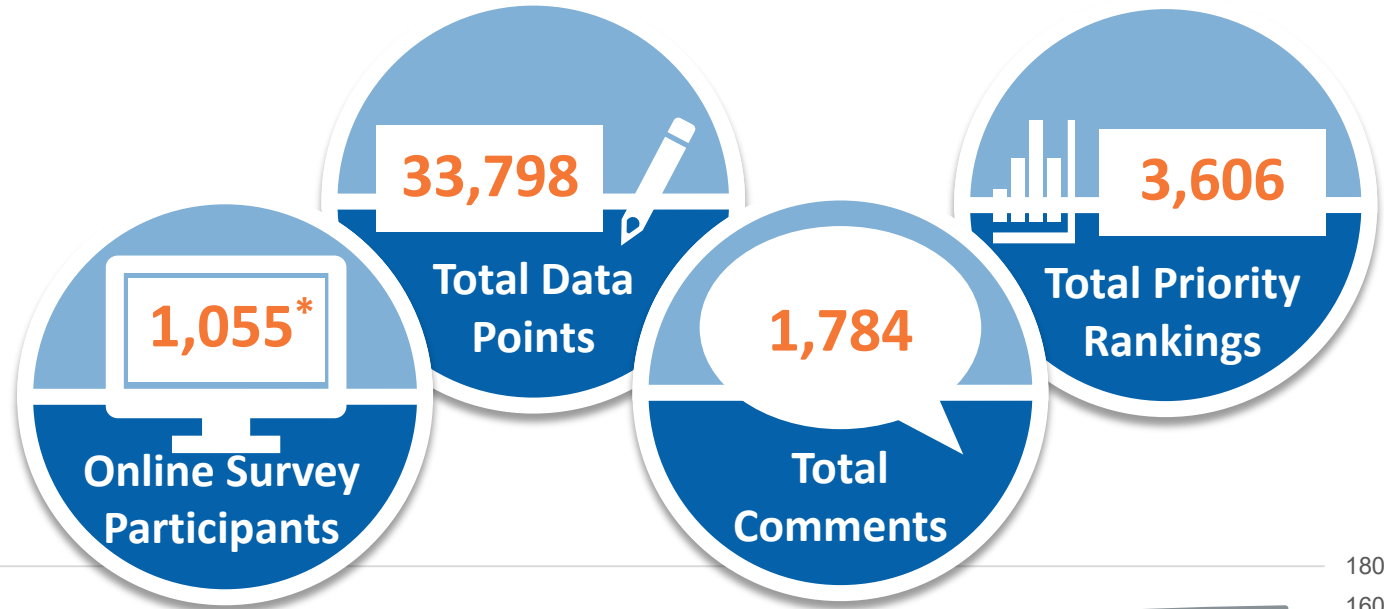 33,798
Total Data
Points
3,606
Total Priority
Rankings
1,055*
Online Survey
Participants
1,784
Total
Comments
180
160